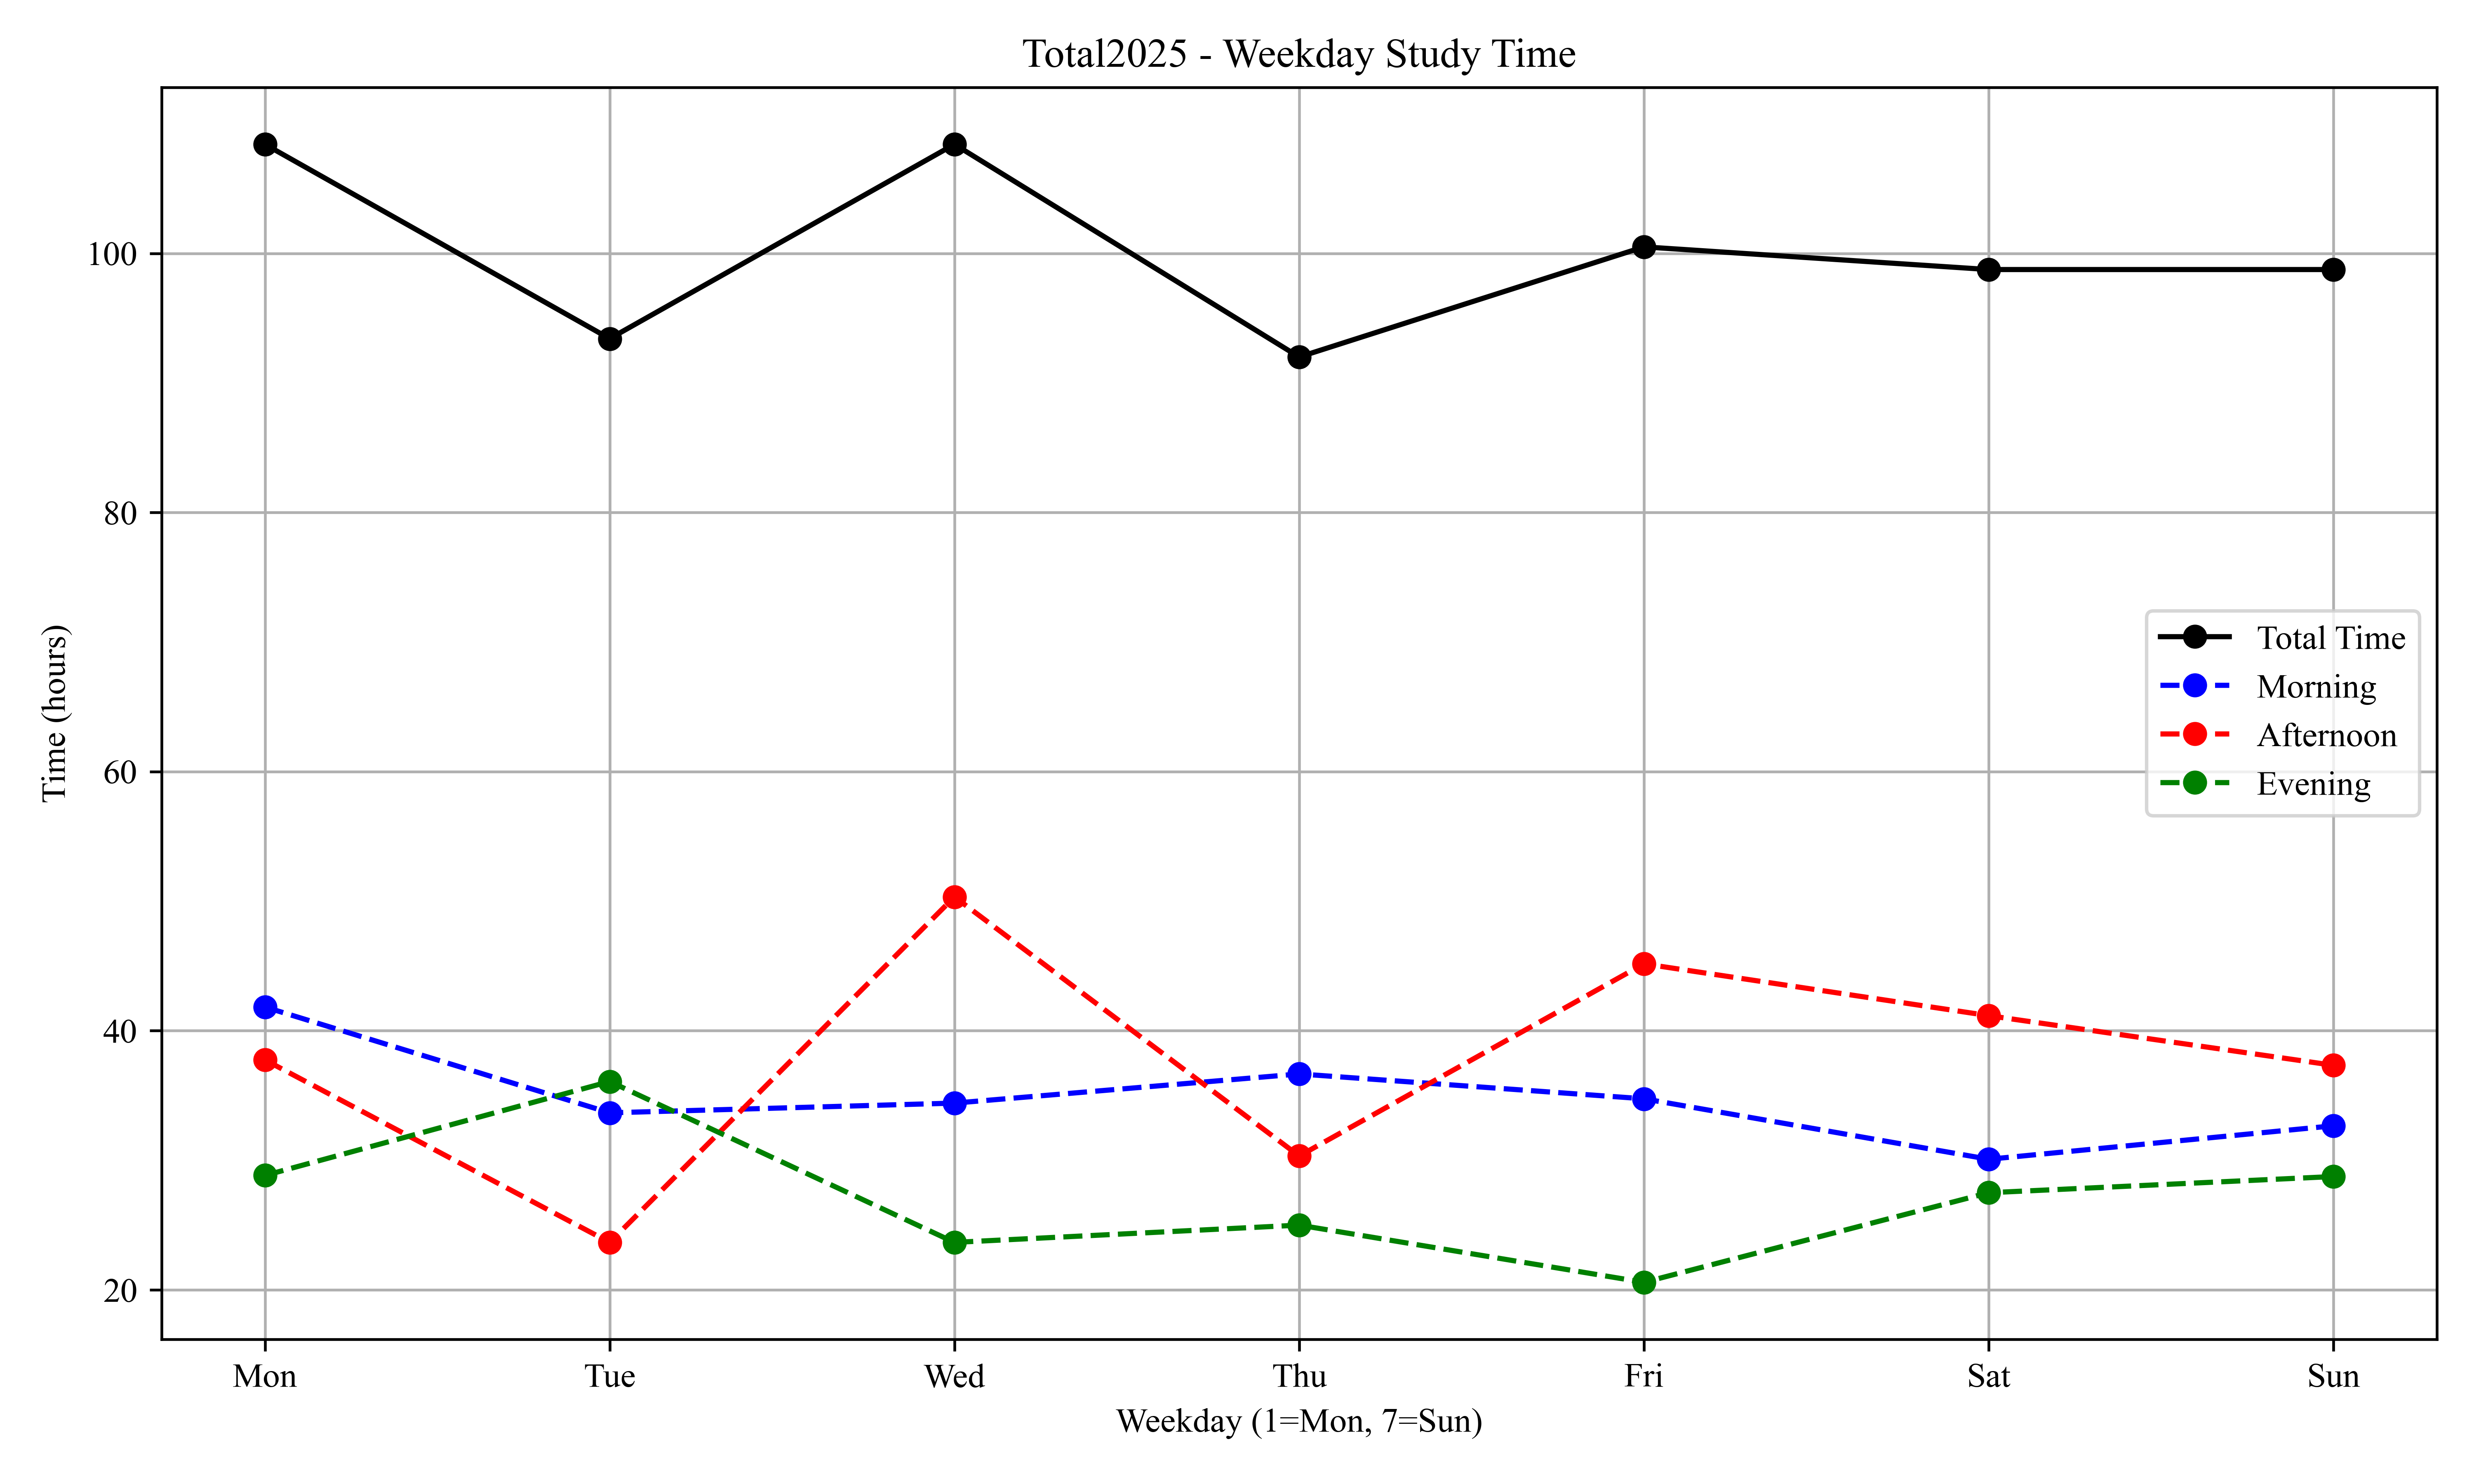 Total2025 - Weekday Study Time
100
80
60
40
20
Time (hours)
Total Time
Morning
Afternoon
Evening
Mon Tue Wed Thu Fri Sat Sun
Weekday (1=Mon, 7=Sun)